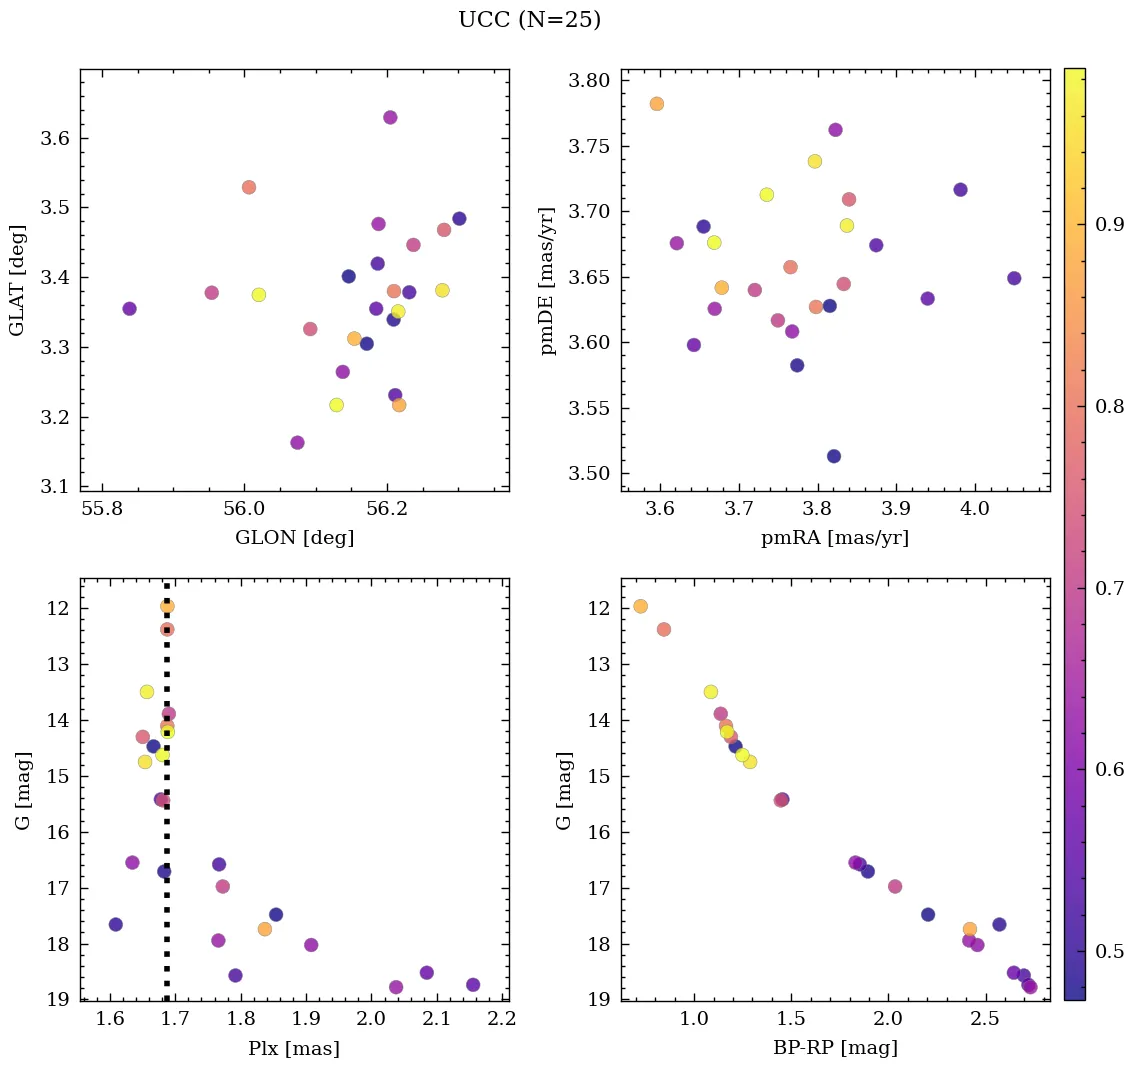 UCC (N=25)
3.6
3.5
3.4
3.3
3.2
3.1
GLAT [deg]
55.8 56.0 56.2
GLON [deg]
3.80
3.75
3.70
3.65
3.60
3.55
3.50
pmDE [mas/yr]
3.6 3.7 3.8 3.9 4.0
pmRA [mas/yr]
12
13
14
15
16
17
18
19
G [mag]
1.6 1.7 1.8 1.9 2.0 2.1 2.2
Plx [mas]
12
13
14
15
16
17
18
19
G [mag]
1.0 1.5 2.0 2.5
BP-RP [mag]
0.9
0.8
0.7
0.6
0.5